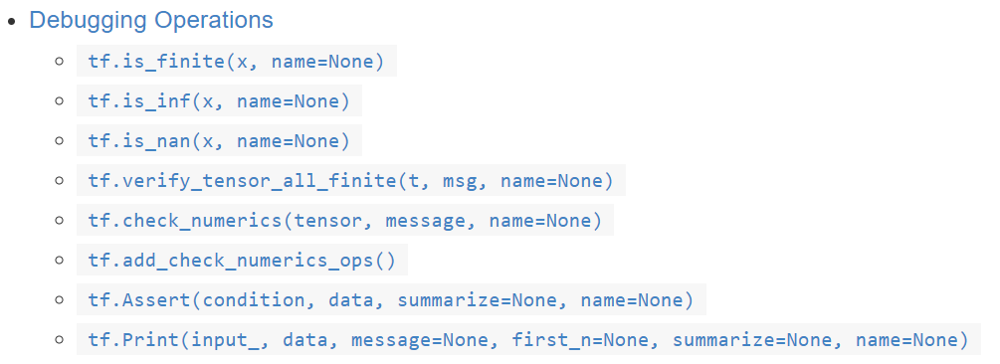 Debugging Operations
tf.is_finite(x, name=None)
tf.is_inf(x, name=None)
tf.is_nan(x, name=None)
tf.verify_tensor_all_finite(t, msg, name=None)
tf.check_numerics(tensor, message, name=None)
tf.add_check_numerics_ops()
tf.Assert(condition, data, summarize=None, name=None)
tf.Print(input_, data, message=None, first_n=None, summarize=None, name=None)